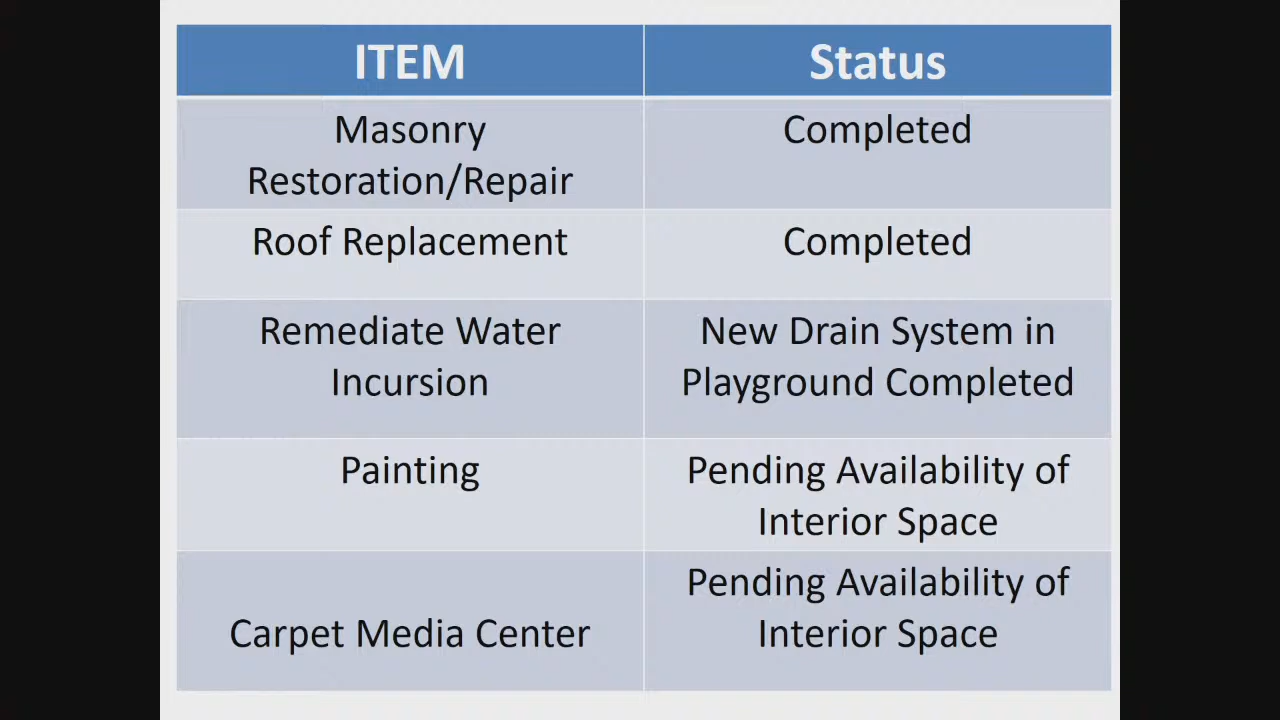 ITEM
Status
Masonry
Restoration/Repair
Completed
Roof Replacement
Completed
Remediate Water
Incursion
New Drain System in
Playground Completed
Painting
Pending Availability of
Interior Space
Carpet Media Center
Pending Availability of
Interior Space